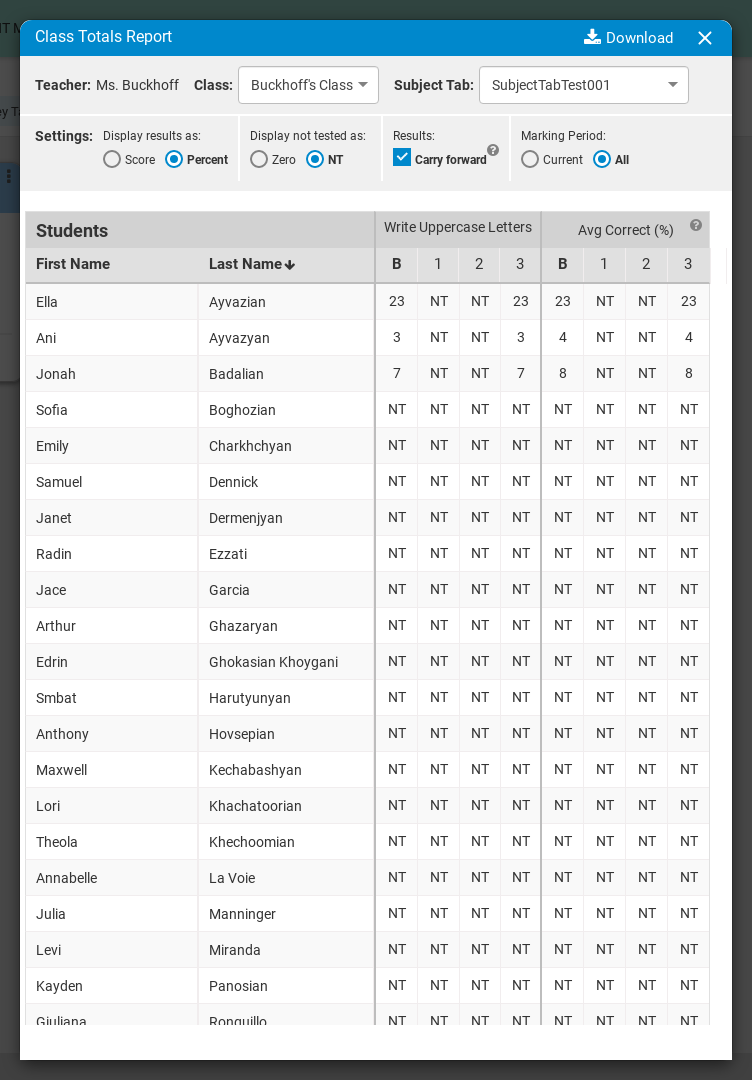 Class Totals Report Download
Teacher: Ms. Buckhoff Class: Buckhoff's Class Subject Tab: SubjectTabTest001
Settings: Display results as: Display not tested as: Results: Marking Period:
Score Percent Zero NT Carry forward ? Current All
Students Write Uppercase Letters Avg Correct (%) ?
First Name Last Name B 1 2 3 B 1 2 3
Ella Ayvazian 23 NT NT 23 23 NT NT 23
Ani Ayvazyan 3 NT NT 3 4 NT NT 4
Jonah Badalian 7 NT NT 7 8 NT NT 8
Sofia Boghozian NT NT NT NT NT NT NT NT
Emily Charkhchyan NT NT NT NT NT NT NT NT
Samuel Dennick NT NT NT NT NT NT NT NT
Janet Dermenjyan NT NT NT NT NT NT NT NT
Radin Ezzati NT NT NT NT NT NT NT NT
Jace Garcia NT NT NT NT NT NT NT NT
Arthur Ghazaryan NT NT NT NT NT NT NT NT
Edrin Ghokasian Khoygani NT NT NT NT NT NT NT NT
Smbat Harutyunyan NT NT NT NT NT NT NT NT
Anthony Hovsepian NT NT NT NT NT NT NT NT
Maxwell Kechabashyan NT NT NT NT NT NT NT NT
Lori Khachatoorian NT NT NT NT NT NT NT NT
Theola Khechoomian NT NT NT NT NT NT NT NT
Annabelle La Voie NT NT NT NT NT NT NT NT
Julia Manninger NT NT NT NT NT NT NT NT
Levi Miranda NT NT NT NT NT NT NT NT
Kayden Panosian NT NT NT NT NT NT NT NT
Giuliana Ronquillo NT NT NT NT NT NT NT NT